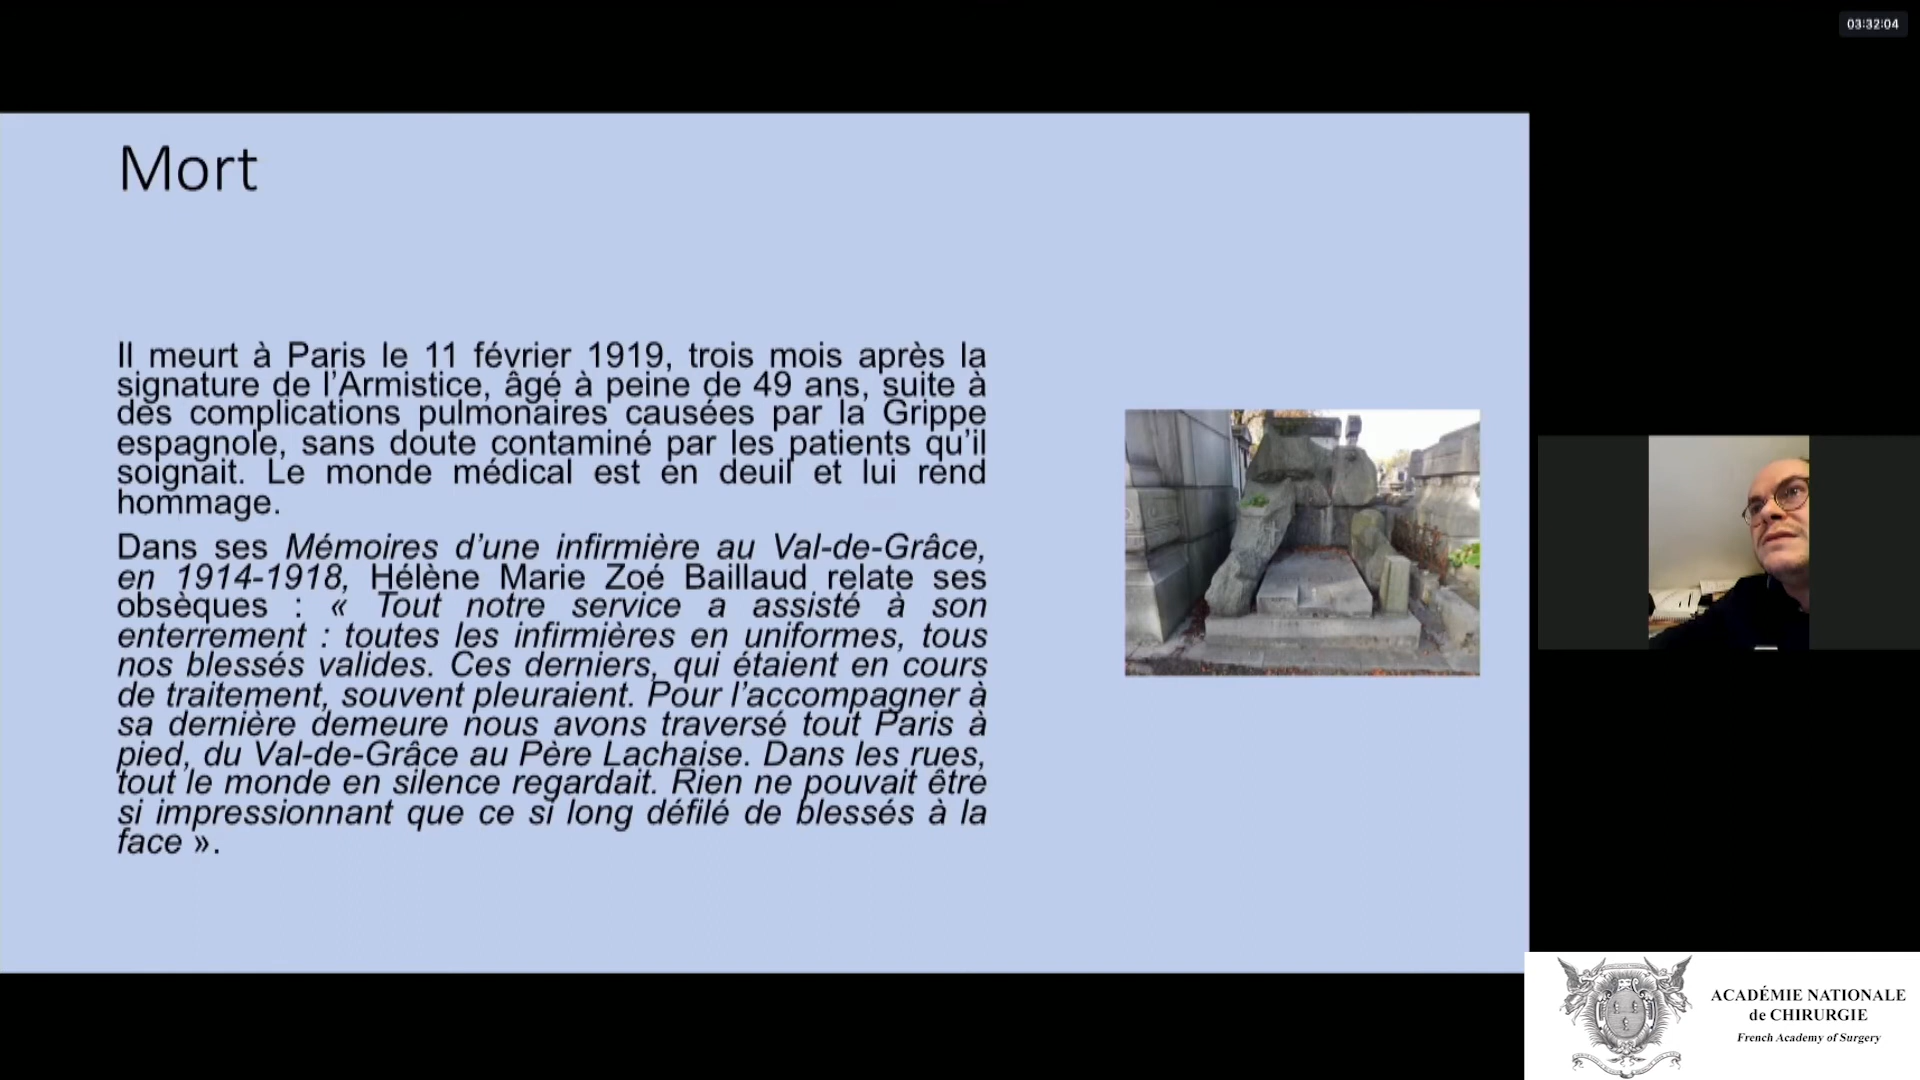 03:32:04
Mort
Il meurt à Paris le 11 février 1919, trois mois après la
signature de l’Armistice, âgé à peine de 49 ans, suite à
des complications pulmonaires causées par la Grippe
espagnole, sans doute contaminé par les patients qu’il
soignait. Le monde médical est en deuil et lui rend
hommage.
Dans ses Mémoires d’une infirmière au Val-de-Grâce,
en 1914-1918, Hélène Marie Zoé Baillaud relate ses
obsèques : « Tout notre service a assisté à son
enterrement : toutes les infirmières en uniformes, tous
nos blessés valides. Ces derniers, qui étaient en cours
de traitement, souvent pleuraient. Pour l’accompagner à
sa dernière demeure nous avons traversé tout Paris à
pied, du Val-de-Grâce au Père Lachaise. Dans les rues,
tout le monde en silence regardait. Rien ne pouvait être
si impressionnant que ce si long défilé de blessés à la
face ».
ACADÉMIE NATIONALE
de CHIRURGIE
French Academy of Surgery